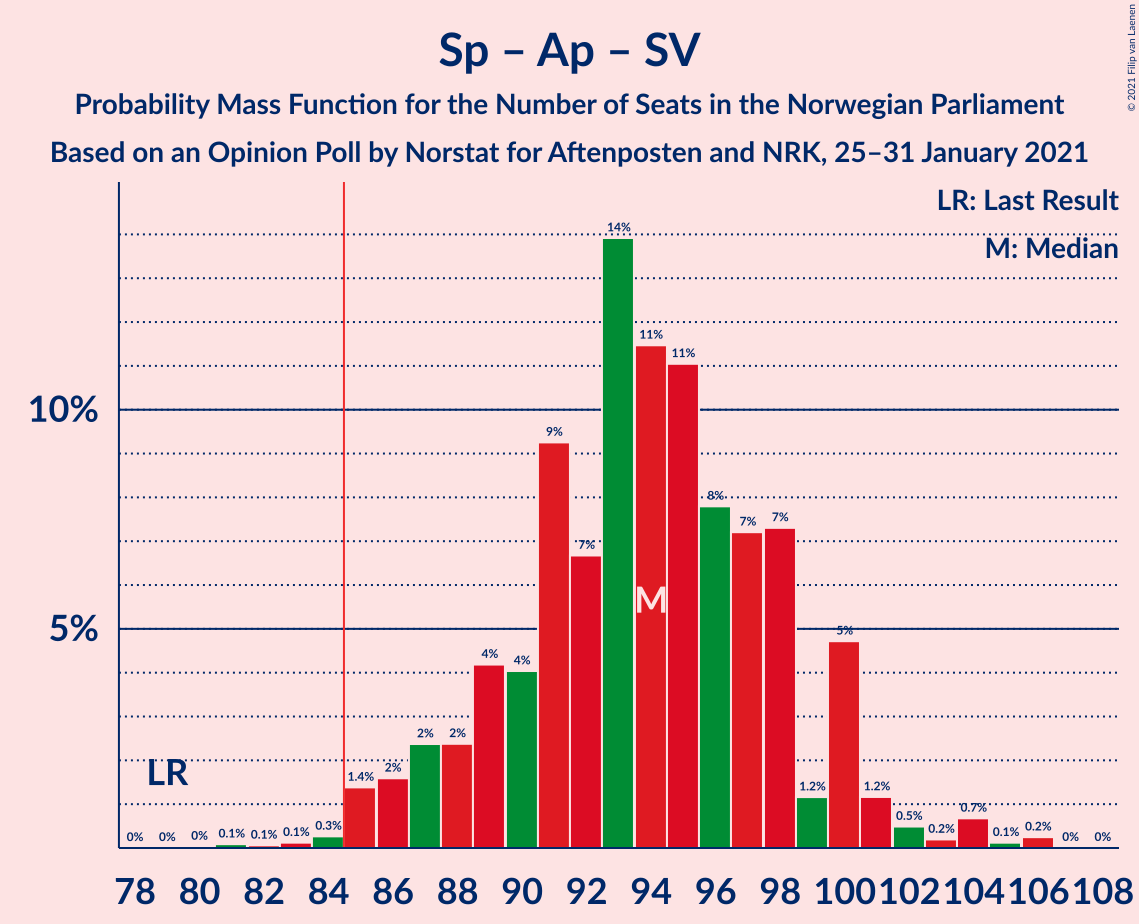 © 2021 Filip van Laenen
Sp – Ap – SV
Probability Mass Function for the Number of Seats in the Norwegian Parliament
Based on an Opinion Poll by Norstat for Aftenposten and NRK, 25–31 January 2021
LR: Last Result
M: Median
10%
5%
LR
M
0% 0% 0% 0.1% 0.1% 0.1% 0.3% 1.4% 2% 2% 2% 4% 4% 9% 7% 14% 11% 11% 8% 7% 7% 1.2% 5% 1.2% 0.5% 0.2% 0.7% 0.1% 0.2% 0% 0%
78 80 82 84 86 88 90 92 94 96 98 100 102 104 106 108